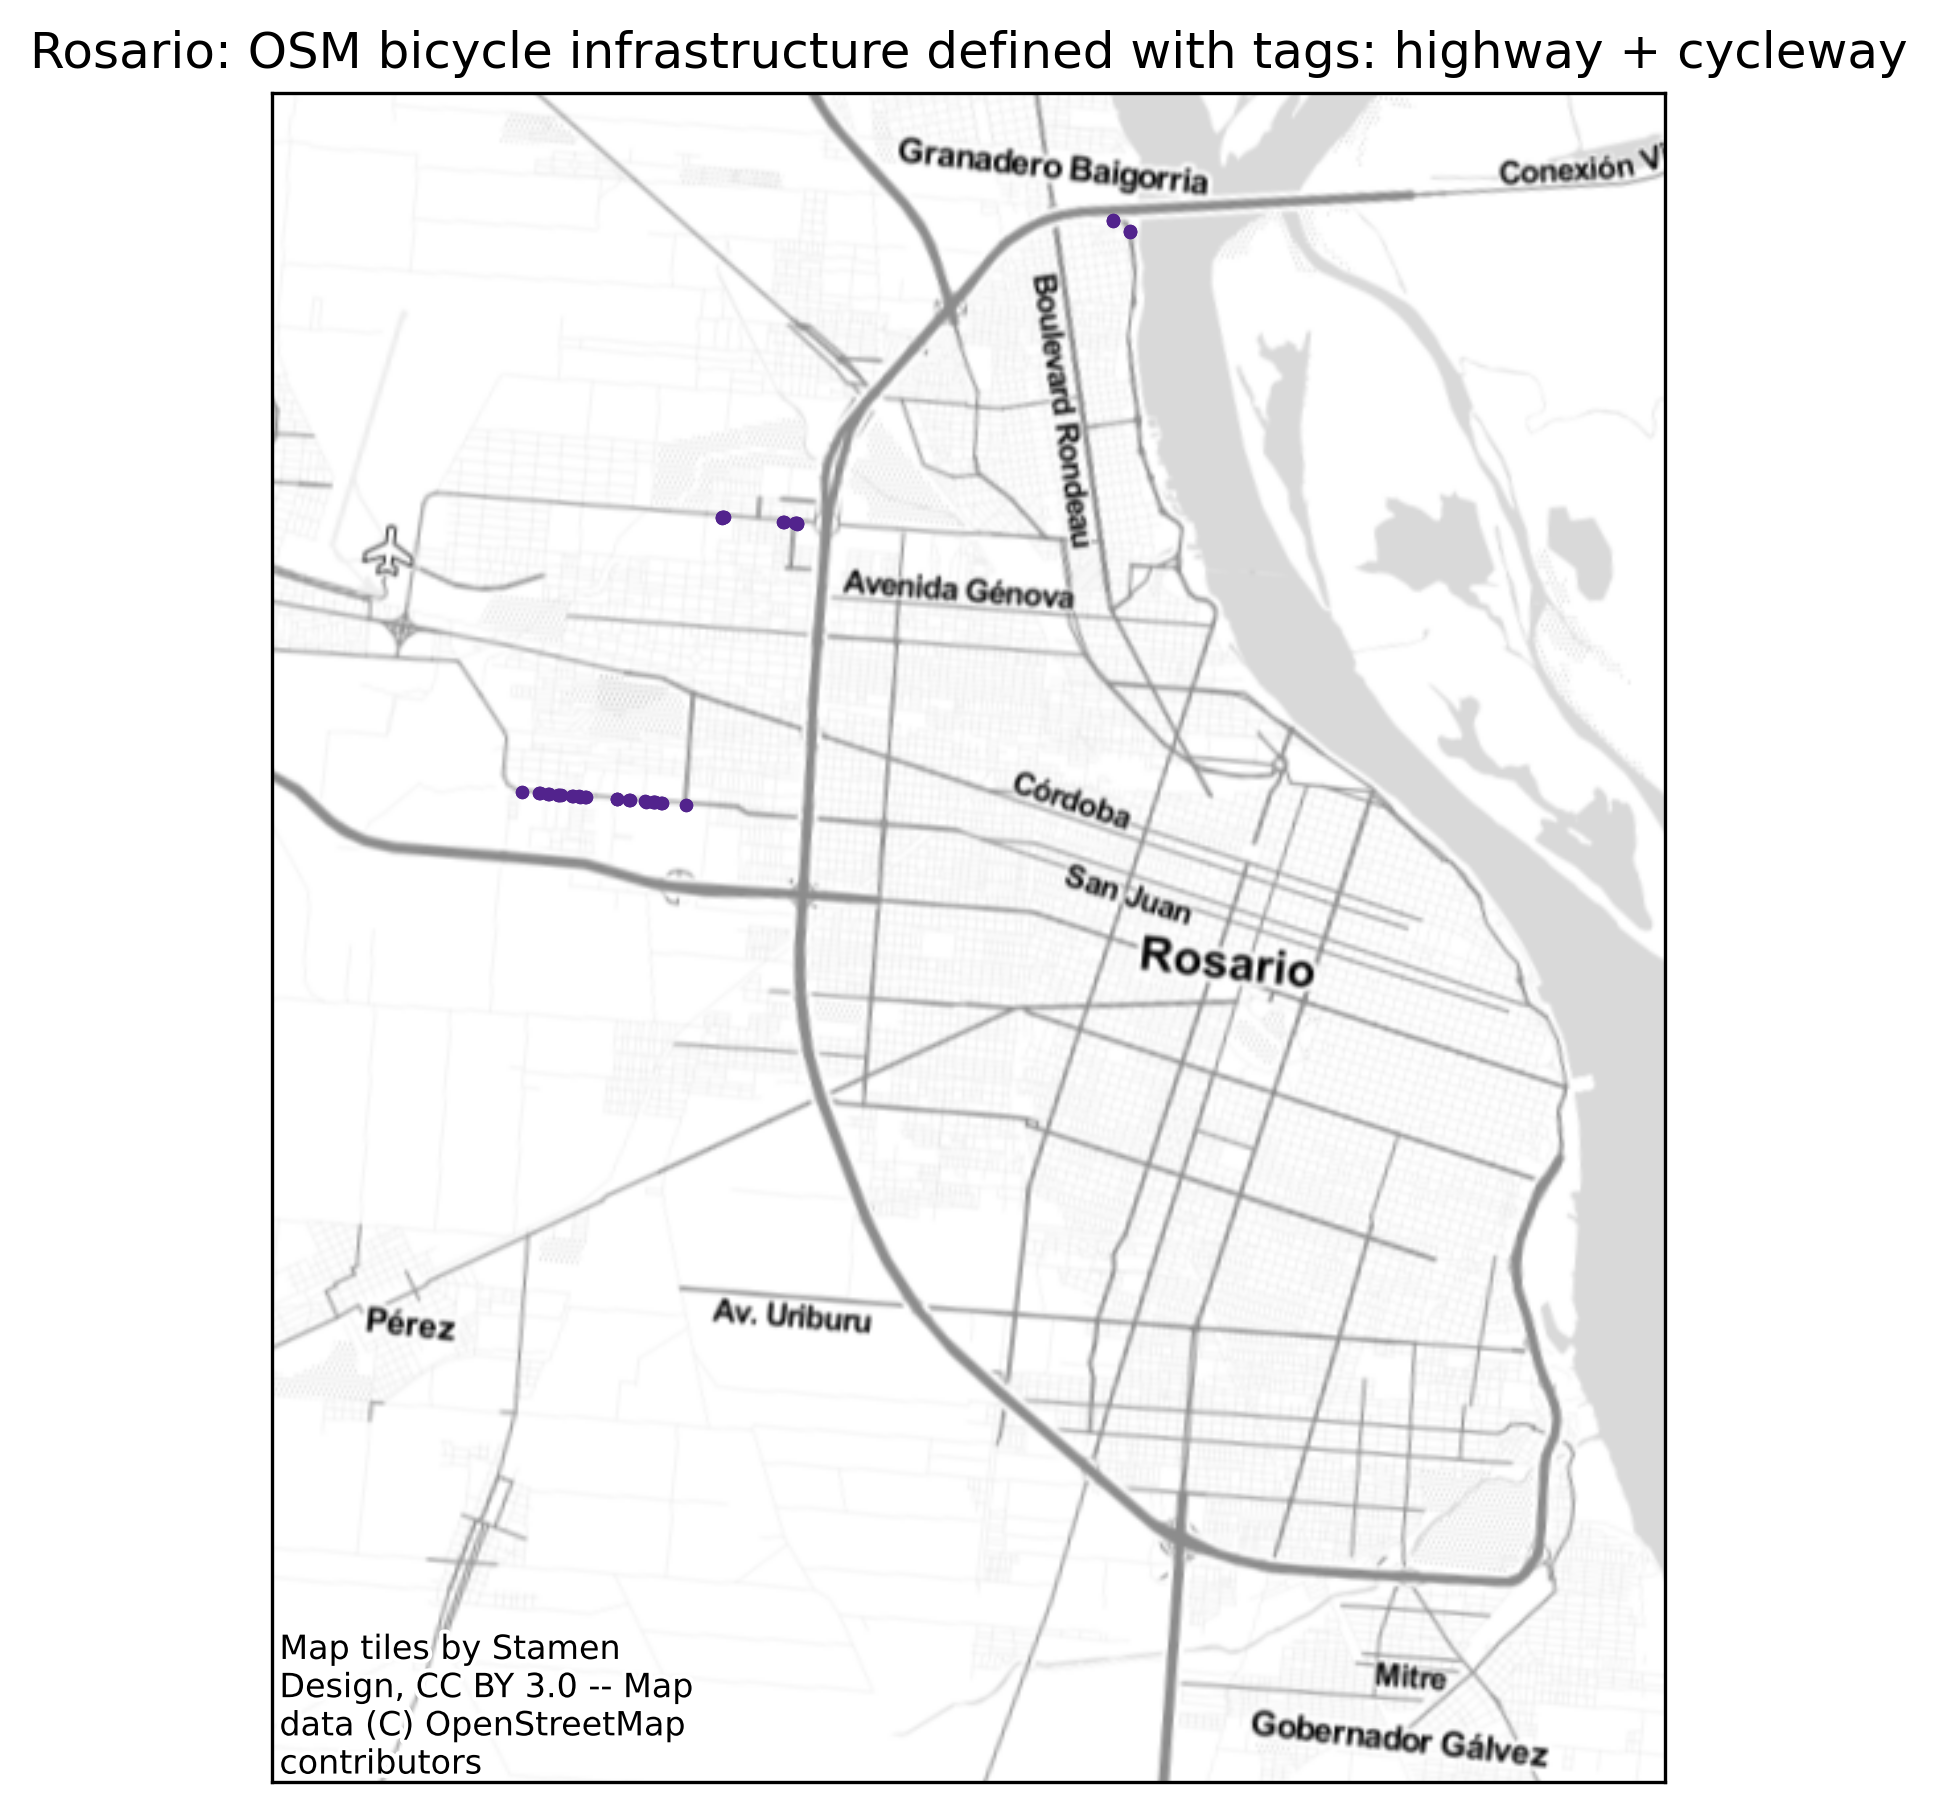 Rosario: OSM bicycle infrastructure defined with tags: highway + cycleway
Granadero Baigorria
Conexión Vi
Boulevard Rondeau
Avenida Génova
Córdoba
San Juan
Rosario
Pérez
Av. Uriburu
Mitre
Gobernador Gálvez
Map tiles by Stamen
Design, CC BY 3.0 -- Map
data (C) OpenStreetMap
contributors